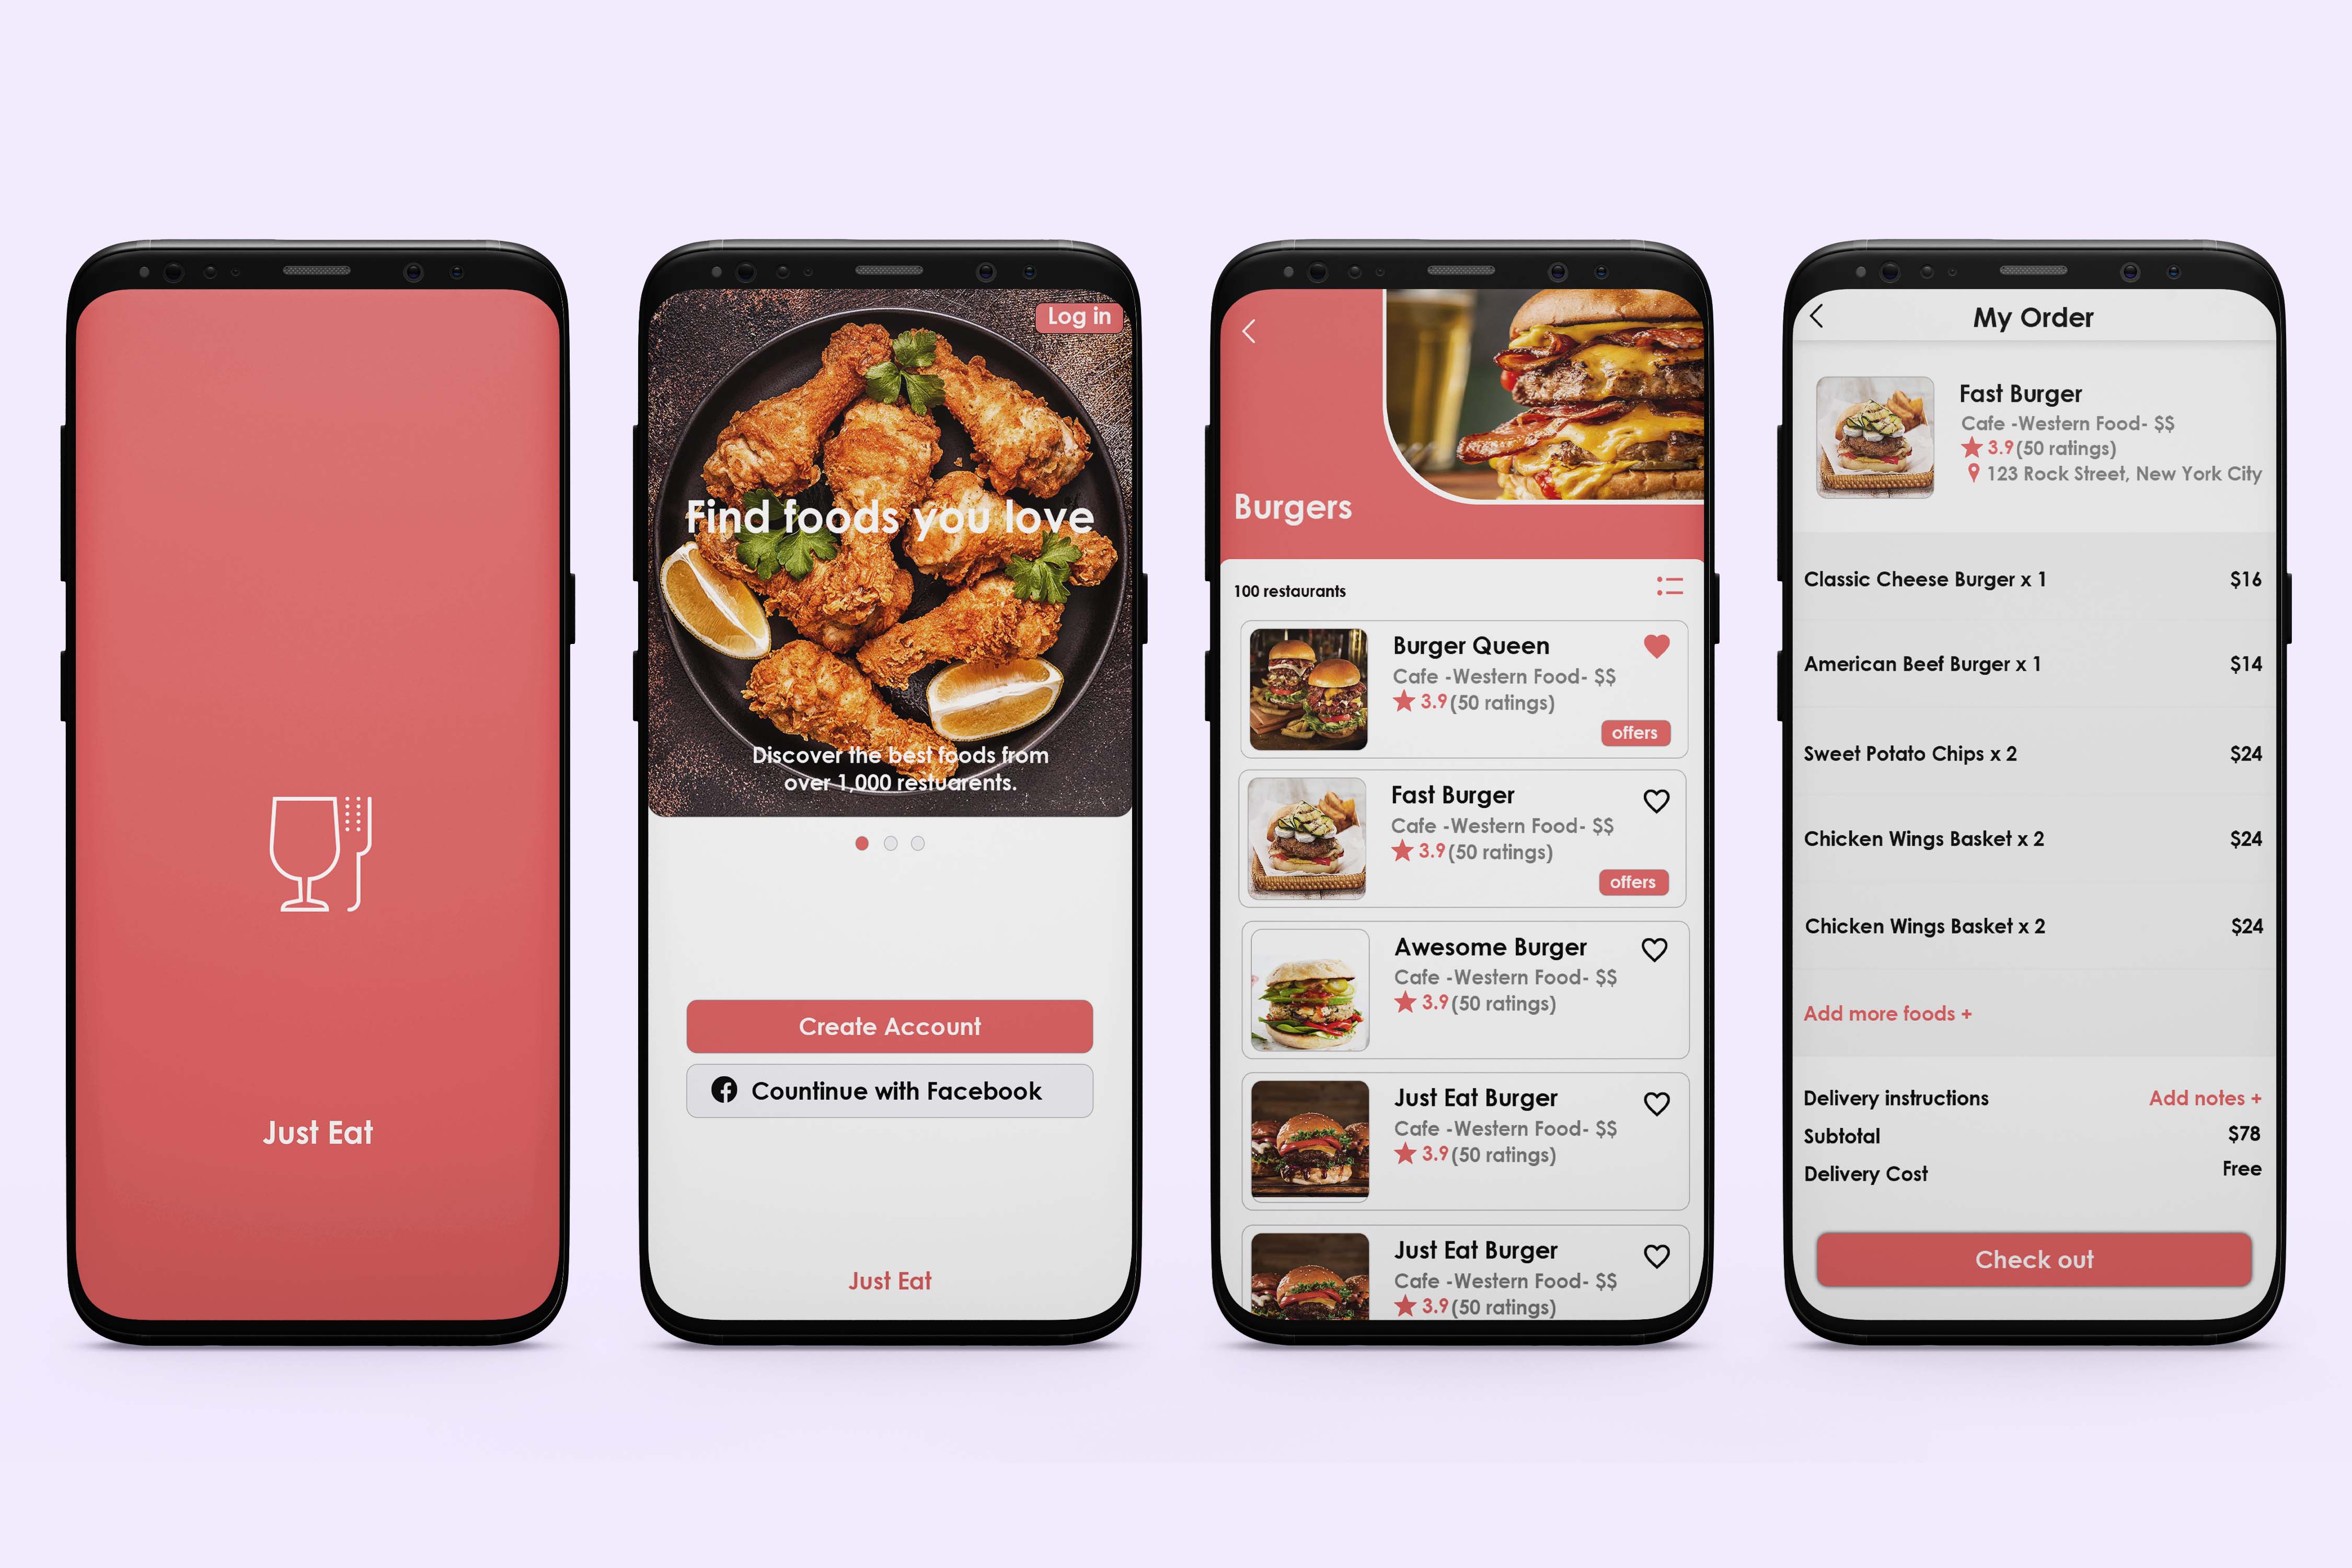 Just Eat
Log in
Find foods you love
Discover the best foods from
over 1,000 restuarents.
Create Account
Countinue with Facebook
Just Eat
Burgers
100 restaurants
Burger Queen
Cafe -Western Food- $$
3.9 (50 ratings)
offers
Fast Burger
Cafe -Western Food- $$
3.9 (50 ratings)
offers
Awesome Burger
Cafe -Western Food- $$
3.9 (50 ratings)
Just Eat Burger
Cafe -Western Food- $$
3.9 (50 ratings)
Just Eat Burger
Cafe -Western Food- $$
3.9 (50 ratings)
My Order
Fast Burger
Cafe -Western Food- $$
3.9 (50 ratings)
123 Rock Street, New York City
Classic Cheese Burger x 1 $16
American Beef Burger x 1 $14
Sweet Potato Chips x 2 $24
Chicken Wings Basket x 2 $24
Chicken Wings Basket x 2 $24
Add more foods +
Delivery instructions Add notes +
Subtotal $78
Delivery Cost Free
Check out